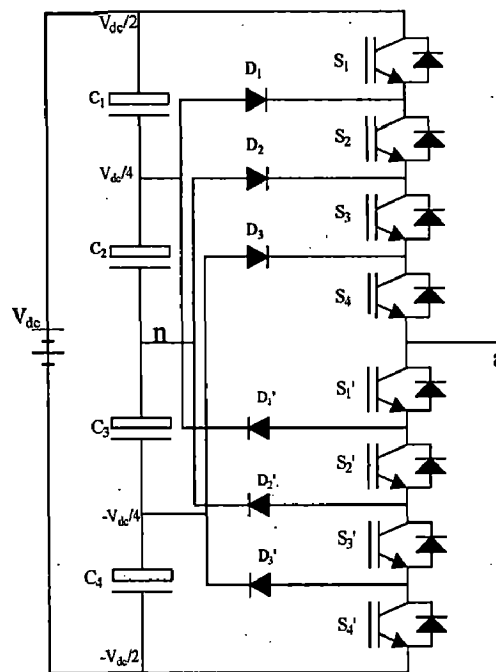 Vdc/2
S1
D1
C1
S2
D2
Vdc/4
S3
D3
C2
S4
Vdc
n
a
S1'
D1'
C3
S2'
D2'
-Vdc/4
S3'
D3'
C4
S4'
-Vdc/2